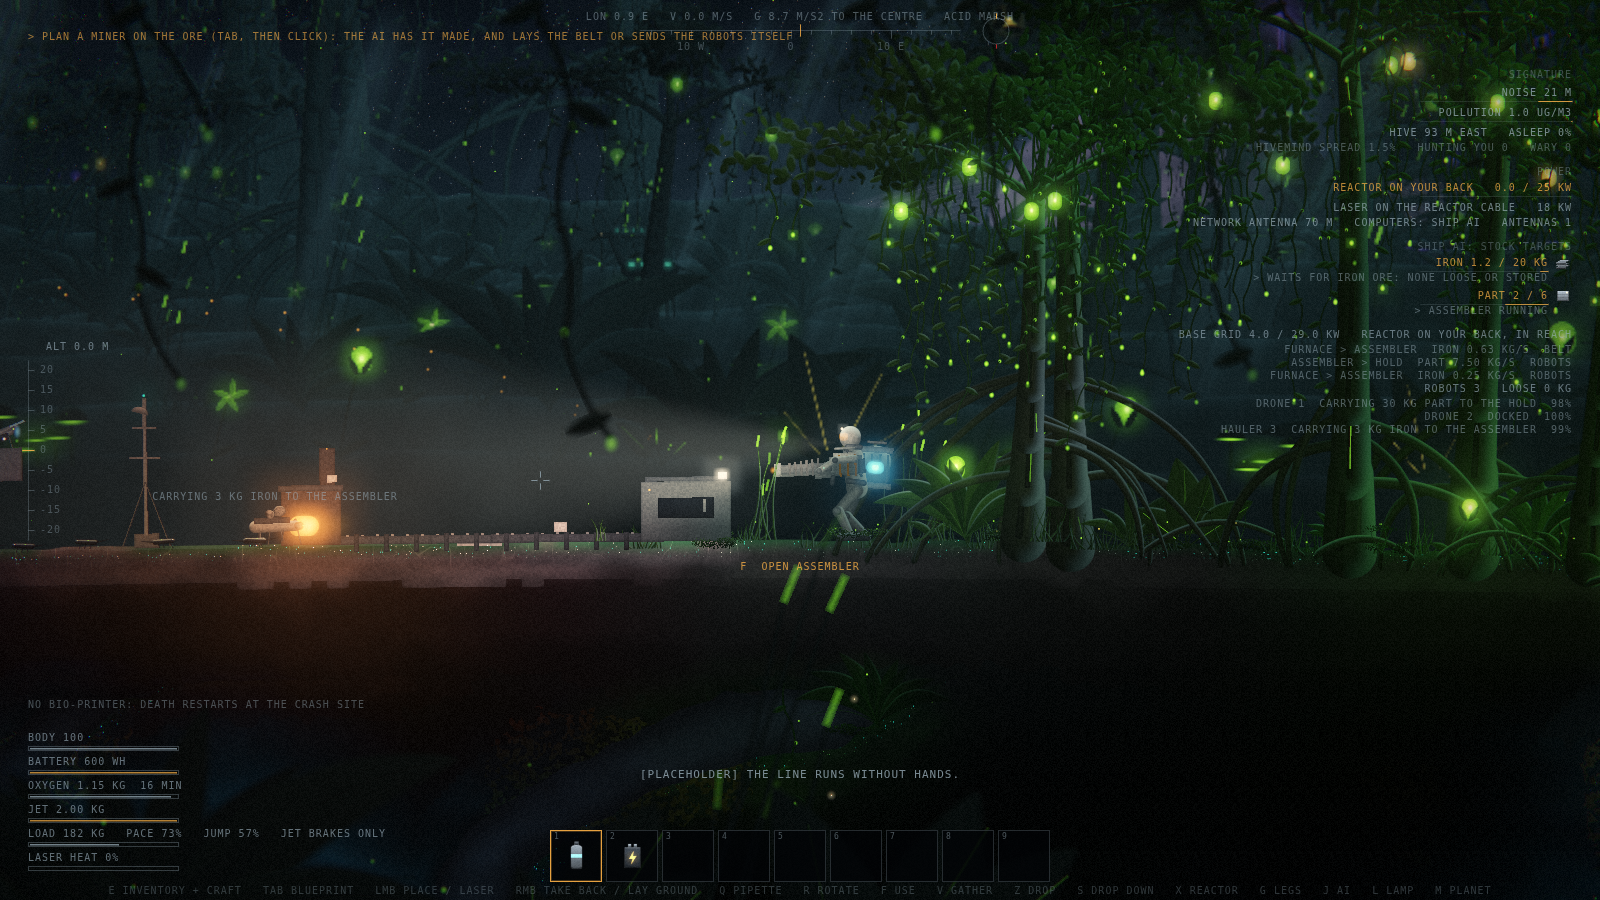 LON 0.9 E   V 0.0 M/S   G 8.7 M/S2 TO THE CENTRE   ACID MARSH
> PLAN A MINER ON THE ORE (TAB, THEN CLICK): THE AI HAS IT MADE, AND LAYS THE BELT OR SENDS THE ROBOTS ITSELF
10 W   0   10 E
SIGNATURE
NOISE 21 M
POLLUTION 1.0 UG/M3
HIVE 93 M EAST   ASLEEP 0%
HIVEMIND SPREAD 1.5%   HUNTING YOU 0   WARY 0
POWER
REACTOR ON YOUR BACK   0.0 / 25 KW
LASER ON THE REACTOR CABLE   18 KW
NETWORK ANTENNA 70 M   COMPUTERS: SHIP AI   ANTENNAS 1
SHIP AI: STOCK TARGETS
IRON 1.2 / 20 KG
> WAITS FOR IRON ORE: NONE LOOSE OR STORED
PART 2 / 6
> ASSEMBLER RUNNING
BASE GRID 4.0 / 29.0 KW   REACTOR ON YOUR BACK, IN REACH
FURNACE > ASSEMBLER  IRON 0.63 KG/S  BELT
ASSEMBLER > HOLD  PART 7.50 KG/S  ROBOTS
FURNACE > ASSEMBLER  IRON 0.25 KG/S  ROBOTS
ROBOTS 3   LOOSE 0 KG
DRONE 1  CARRYING 30 KG PART TO THE HOLD  98%
DRONE 2  DOCKED  100%
HAULER 3  CARRYING 3 KG IRON TO THE ASSEMBLER  99%
ALT 0.0 M
20
15
10
5
0
-5
-10
-15
-20
CARRYING 3 KG IRON TO THE ASSEMBLER
F  OPEN ASSEMBLER
NO BIO-PRINTER: DEATH RESTARTS AT THE CRASH SITE
BODY 100
BATTERY 600 WH
OXYGEN 1.15 KG  16 MIN
JET 2.00 KG
LOAD 182 KG   PACE 73%   JUMP 57%   JET BRAKES ONLY
LASER HEAT 0%
[PLACEHOLDER] THE LINE RUNS WITHOUT HANDS.
1 2 3 4 5 6 7 8 9
E INVENTORY + CRAFT   TAB BLUEPRINT   LMB PLACE / LASER   RMB TAKE BACK / LAY GROUND   Q PIPETTE   R ROTATE   F USE   V GATHER   Z DROP   S DROP DOWN   X REACTOR   G LEGS   J AI   L LAMP   M PLANET